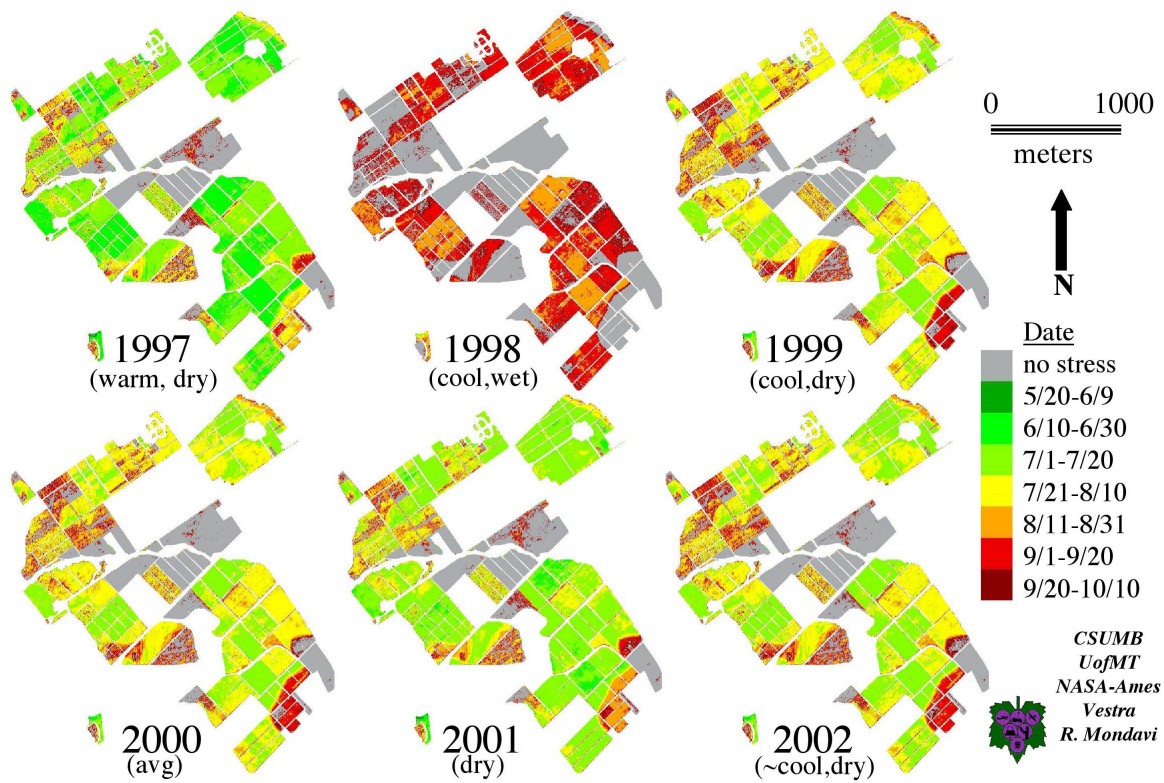 1997
(warm, dry)
1998
(cool,wet)
1999
(cool,dry)
0 1000
meters
N
Date
no stress
5/20-6/9
6/10-6/30
7/1-7/20
7/21-8/10
8/11-8/31
9/1-9/20
9/20-10/10
2000
(avg)
2001
(dry)
2002
(~cool,dry)
CSUMB
UofMT
NASA-Ames
Vestra
R. Mondavi